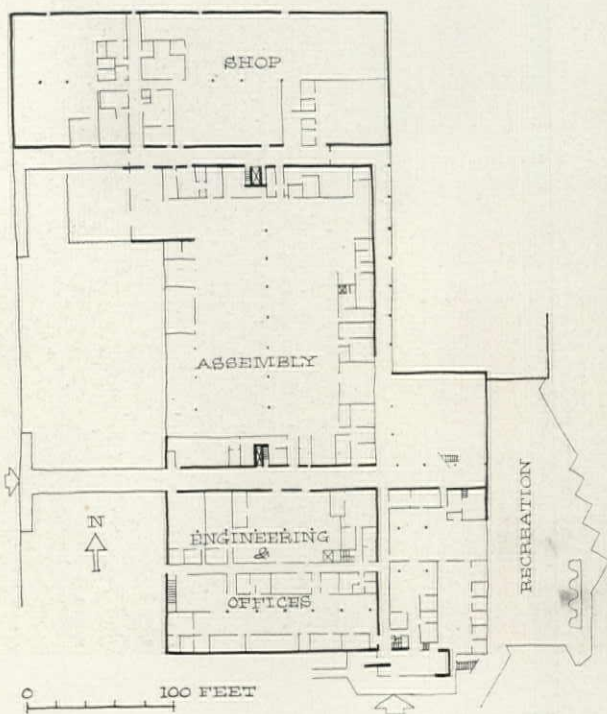 SHOP
ASSEMBLY
N
ENGINEERING
&
OFFICES
RECREATION
0 100 FEET